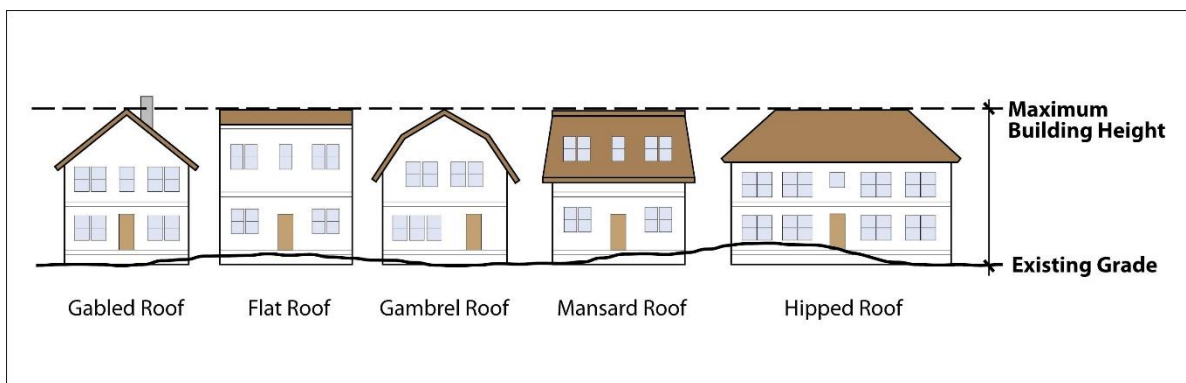 Maximum
Building Height
Existing Grade
Gabled Roof
Flat Roof
Gambrel Roof
Mansard Roof
Hipped Roof